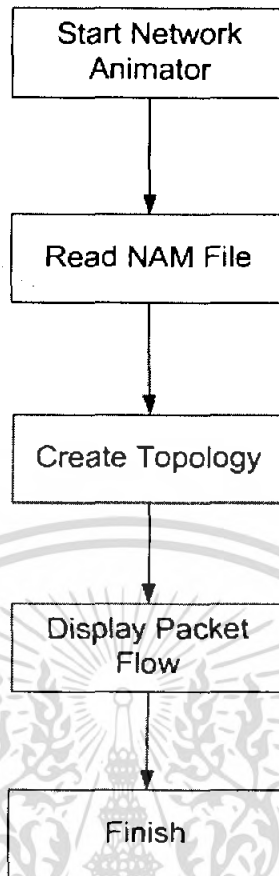 Start Network
Animator
Read NAM File
Create Topology
Display Packet
Flow
Finish